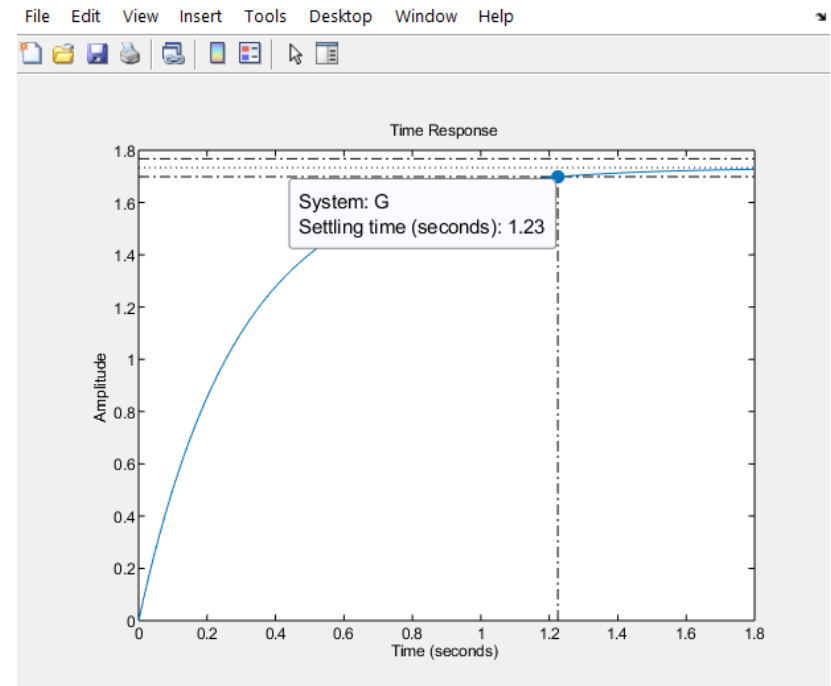 File Edit View Insert Tools Desktop Window Help
Time Response
1.8
System: G
Settling time (seconds): 1.23
1.6
1.4
1.2
1
0.8
0.6
0.4
0.2
0
Amplitude
0 0.2 0.4 0.6 0.8 1 1.2 1.4 1.6 1.8
Time (seconds)